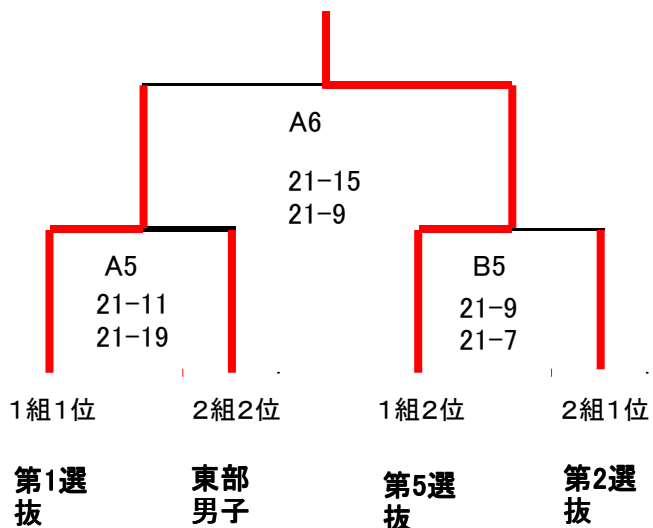 A6
21-15
21-9
A5
21-11
21-19
B5
21-9
21-7
1組1位
2組2位
1組2位
2組1位
第1選
抜
東部
男子
第5選
抜
第2選
抜